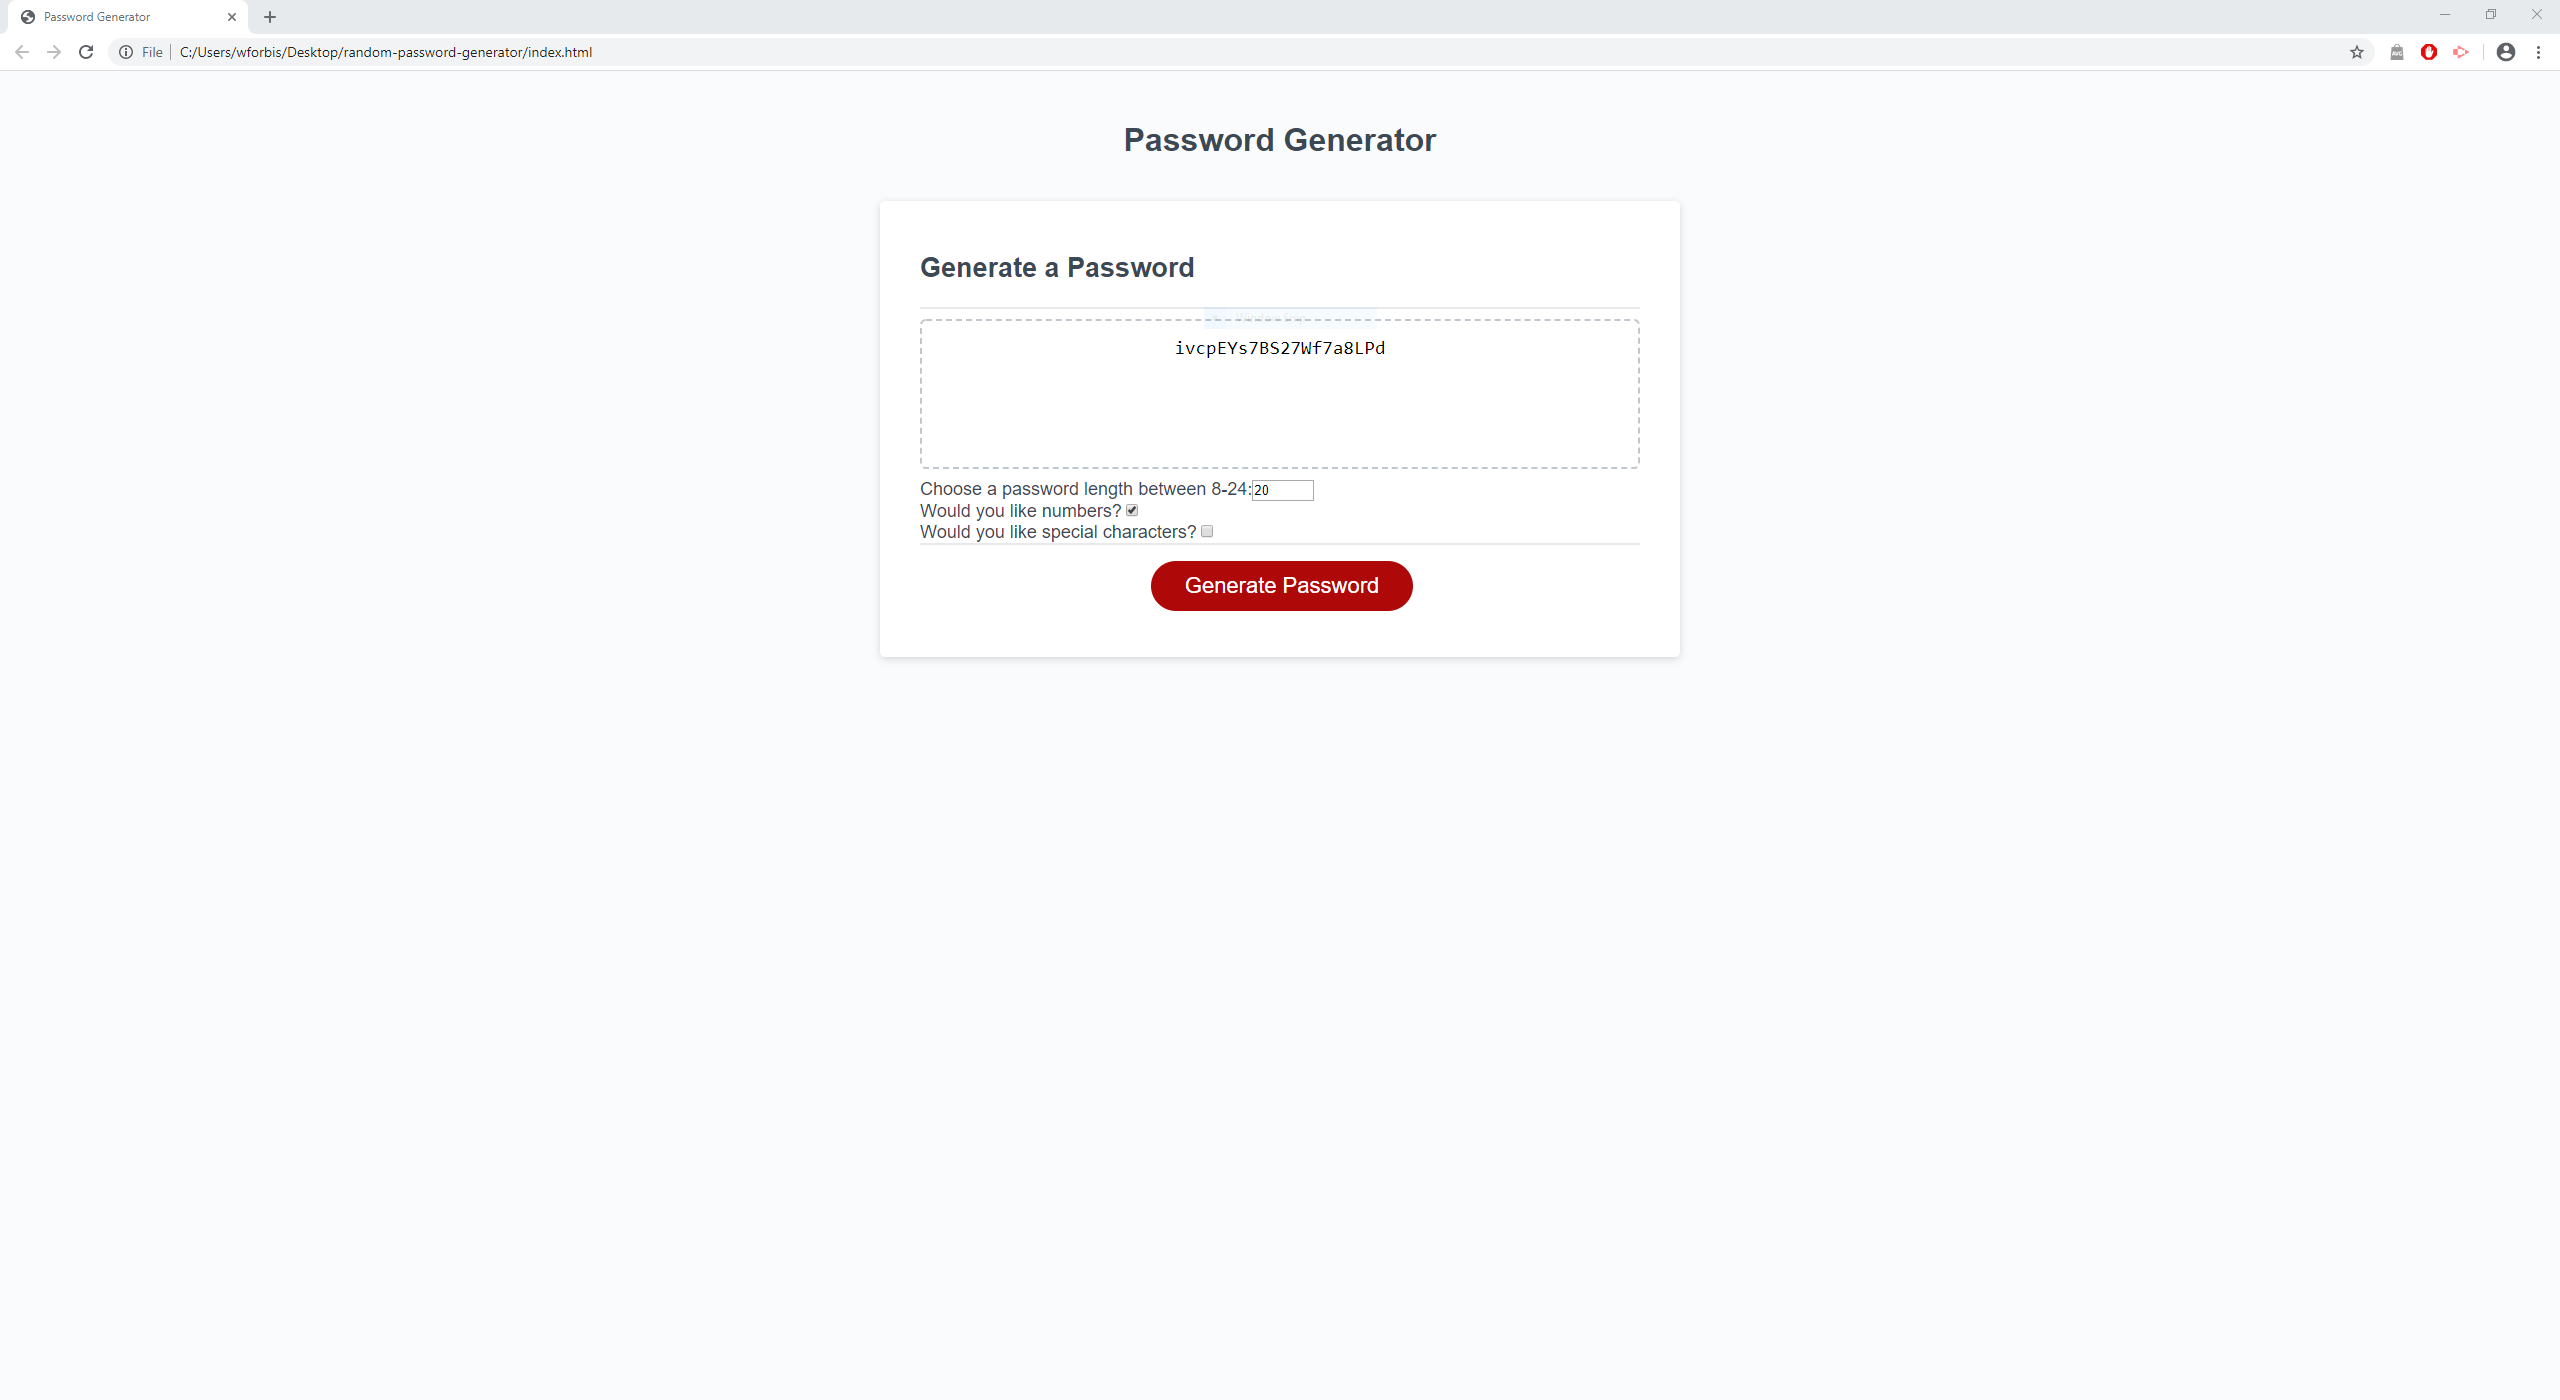 Password Generator
File
C:/Users/wforbis/Desktop/random-password-generator/index.html
Password Generator
Generate a Password
ivcpEYs7BS27Wf7a8LPd
Choose a password length between 8-24:20
Would you like numbers?
Would you like special characters?
Generate Password